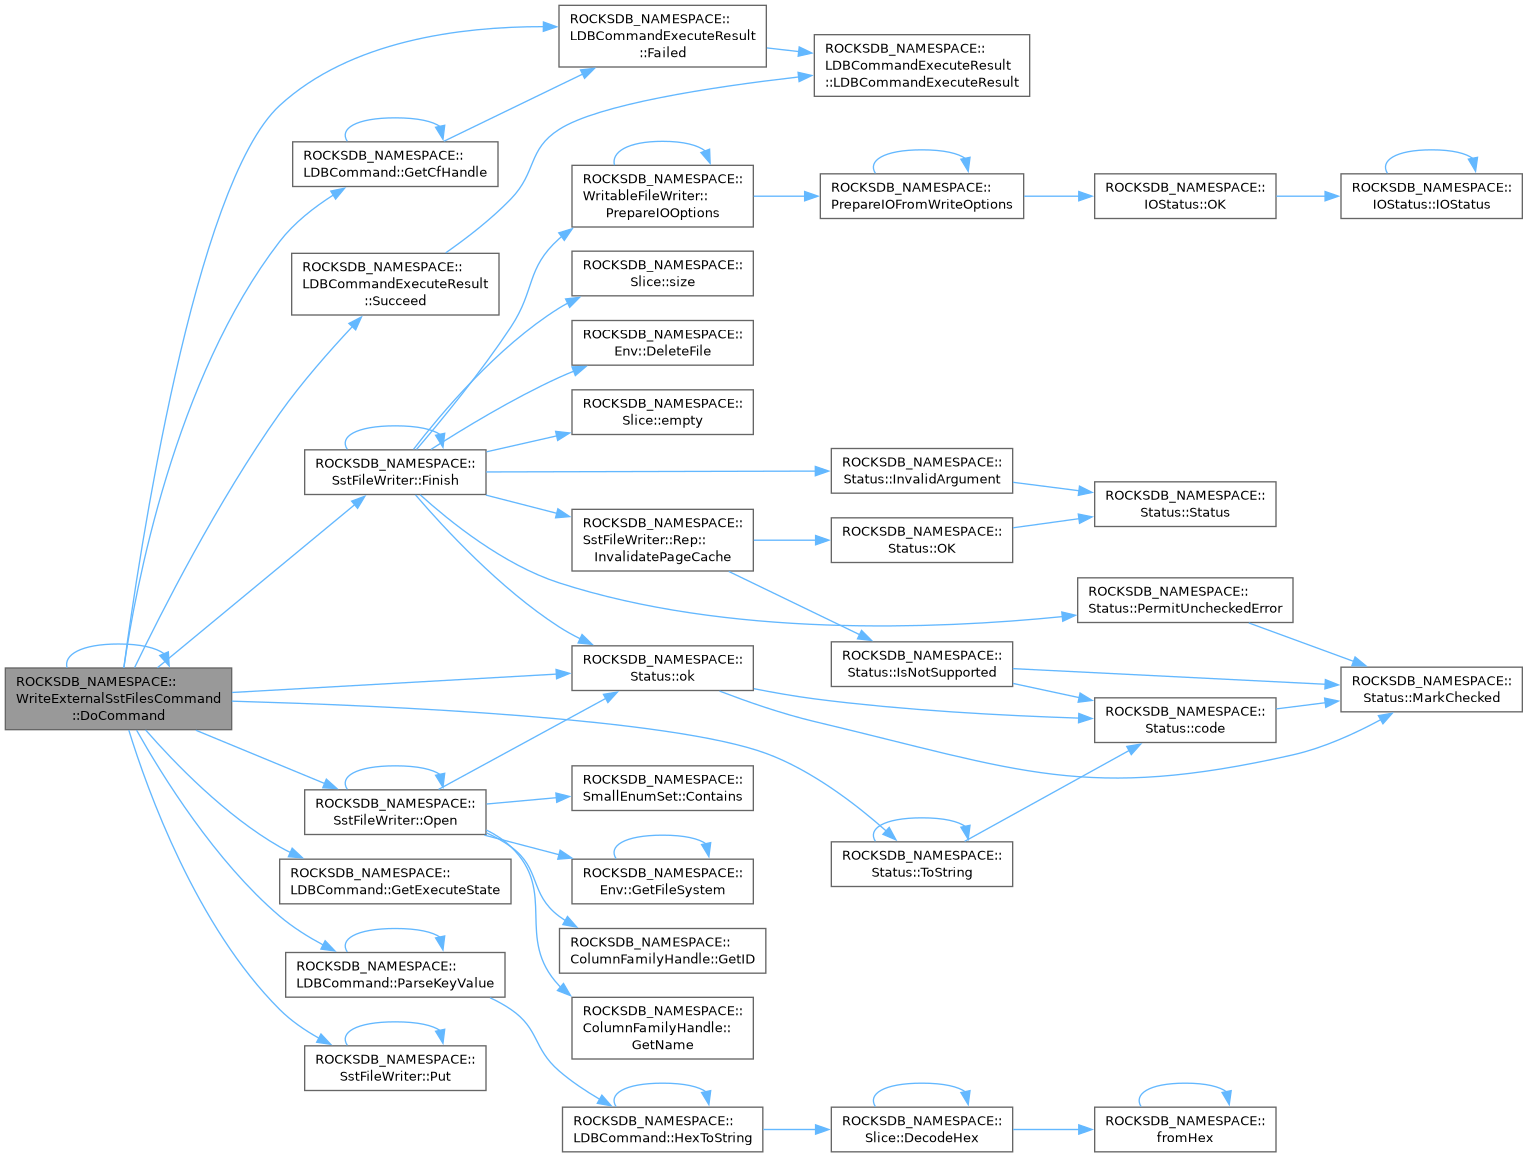 ROCKSDB_NAMESPACE::
WriteExternalSstFilesCommand
::DoCommand
ROCKSDB_NAMESPACE::
LDBCommandExecuteResult
::Failed
ROCKSDB_NAMESPACE::
LDBCommandExecuteResult
::LDBCommandExecuteResult
ROCKSDB_NAMESPACE::
LDBCommand::GetCfHandle
ROCKSDB_NAMESPACE::
LDBCommandExecuteResult
::Succeed
ROCKSDB_NAMESPACE::
SstFileWriter::Finish
ROCKSDB_NAMESPACE::
WritableFileWriter::
PrepareIOOptions
ROCKSDB_NAMESPACE::
PrepareIOFromWriteOptions
ROCKSDB_NAMESPACE::
IOStatus::OK
ROCKSDB_NAMESPACE::
IOStatus::IOStatus
ROCKSDB_NAMESPACE::
Slice::size
ROCKSDB_NAMESPACE::
Env::DeleteFile
ROCKSDB_NAMESPACE::
Slice::empty
ROCKSDB_NAMESPACE::
Status::InvalidArgument
ROCKSDB_NAMESPACE::
Status::Status
ROCKSDB_NAMESPACE::
SstFileWriter::Rep::
InvalidatePageCache
ROCKSDB_NAMESPACE::
Status::OK
ROCKSDB_NAMESPACE::
Status::PermitUncheckedError
ROCKSDB_NAMESPACE::
Status::IsNotSupported
ROCKSDB_NAMESPACE::
Status::ok
ROCKSDB_NAMESPACE::
Status::code
ROCKSDB_NAMESPACE::
Status::MarkChecked
ROCKSDB_NAMESPACE::
SstFileWriter::Open
ROCKSDB_NAMESPACE::
SmallEnumSet::Contains
ROCKSDB_NAMESPACE::
Env::GetFileSystem
ROCKSDB_NAMESPACE::
Status::ToString
ROCKSDB_NAMESPACE::
LDBCommand::GetExecuteState
ROCKSDB_NAMESPACE::
ColumnFamilyHandle::GetID
ROCKSDB_NAMESPACE::
LDBCommand::ParseKeyValue
ROCKSDB_NAMESPACE::
ColumnFamilyHandle::
GetName
ROCKSDB_NAMESPACE::
SstFileWriter::Put
ROCKSDB_NAMESPACE::
LDBCommand::HexToString
ROCKSDB_NAMESPACE::
Slice::DecodeHex
ROCKSDB_NAMESPACE::
fromHex